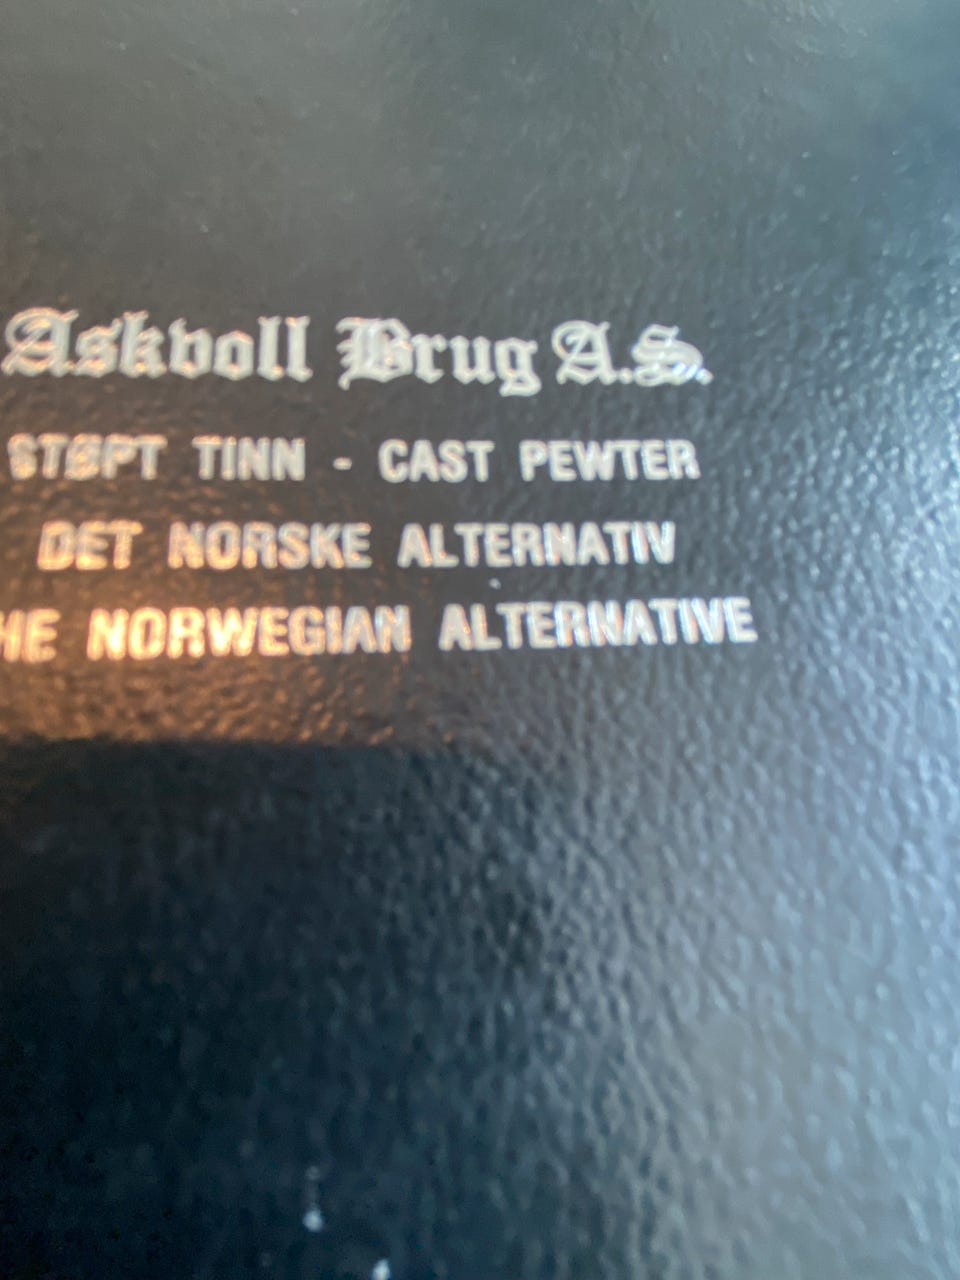 Askvoll Brug A.S.
STØPT TINN - CAST PEWTER
DET NORSKE ALTERNATIV
HE NORWEGIAN ALTERNATIVE